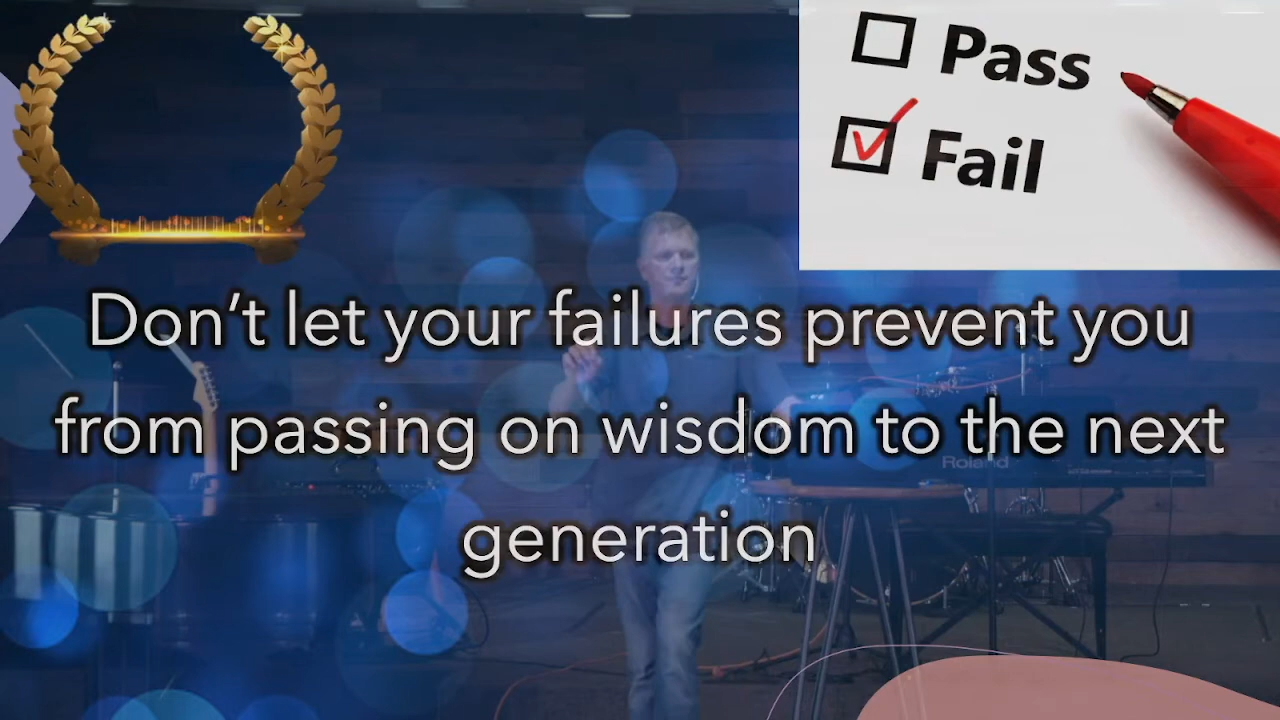 Pass
Fail
Don’t let your failures prevent you
from passing on wisdom to the next
generation
Roland